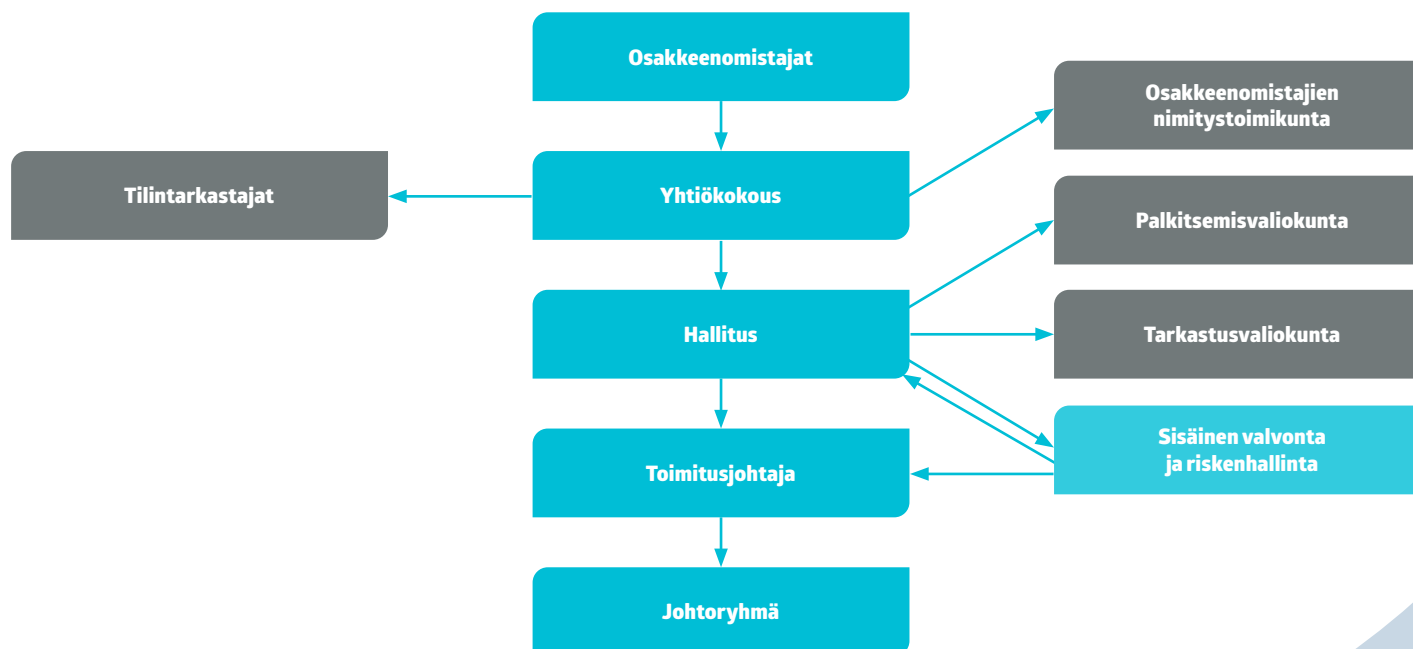 Osakkeenomistajat
Osakkeenomistajien
nimitystoimikunta
Tilintarkastajat
Yhtiökokous
Palkitsemisvaliokunta
Hallitus
Tarkastusvaliokunta
Sisäinen valvonta
ja riskenhallinta
Toimitusjohtaja
Johtoryhmä